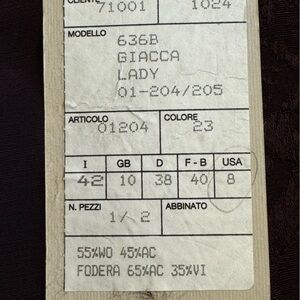 CLIENTE 71001 1024
MODELLO 636B
GIACCA
LADY
01-204/205
ARTICOLO 01204 COLORE 23
I GB D F-B USA
42 10 38 40 8
N. PEZZI 1/ 2 ABBINATO
55%WO 45%AC
FODERA 65%AC 35%VI